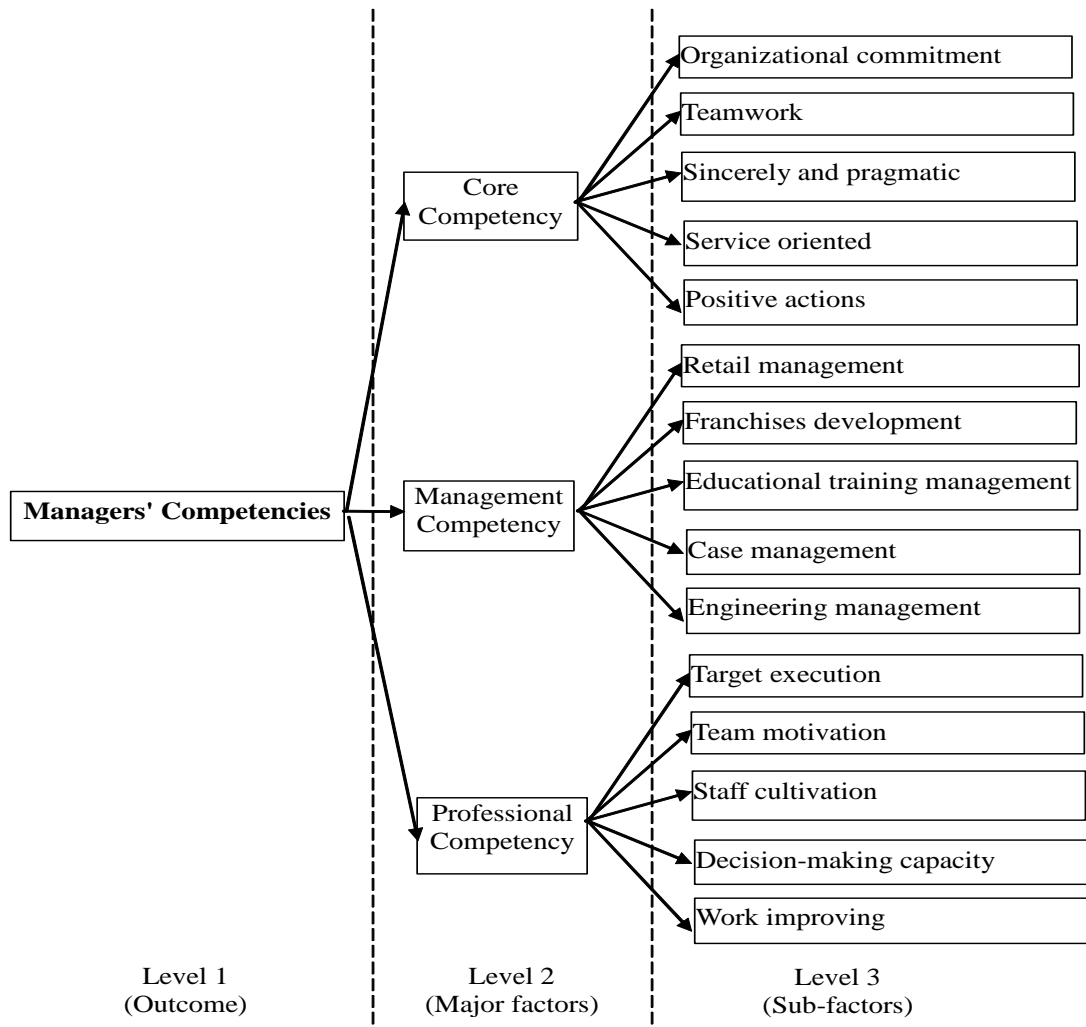 Organizational commitment
Teamwork
Sincerely and pragmatic
Service oriented
Positive actions
Core
Competency
Retail management
Franchises development
Educational training management
Case management
Engineering management
Managers' Competencies
Management
Competency
Target execution
Team motivation
Staff cultivation
Decision-making capacity
Work improving
Professional
Competency
Level 1
(Outcome)
Level 2
(Major factors)
Level 3
(Sub-factors)